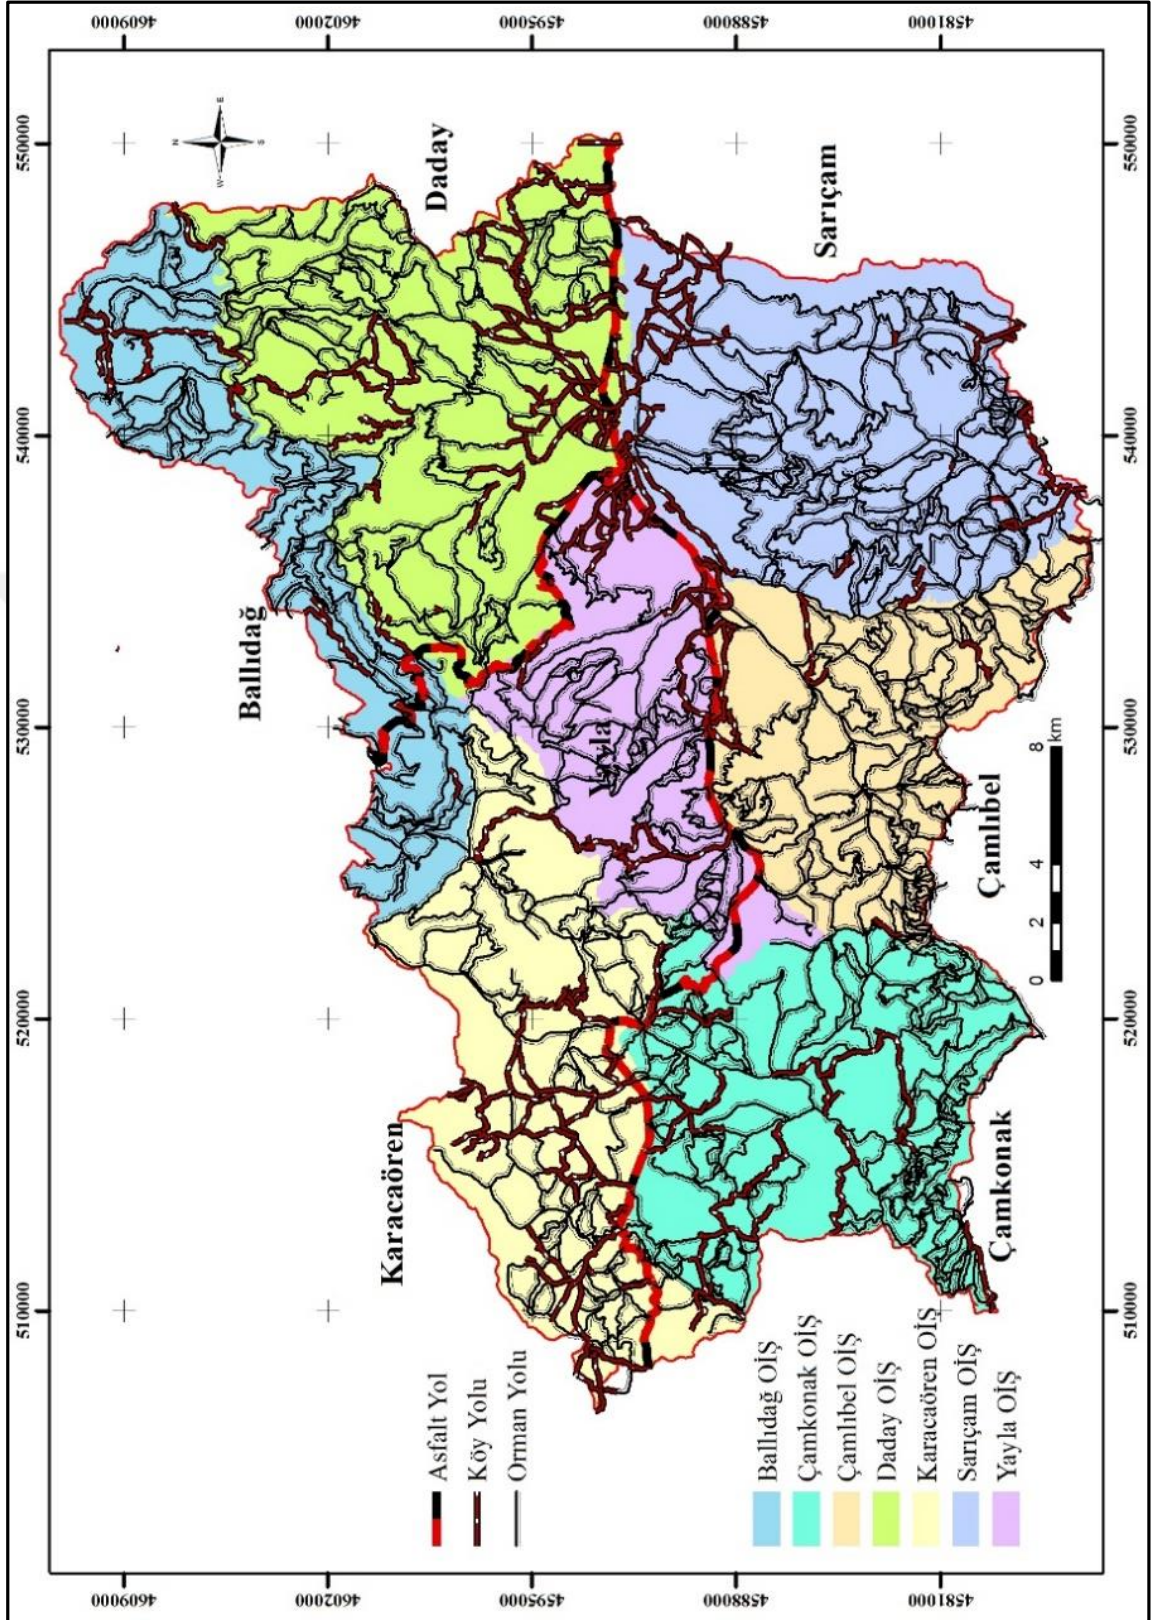 4609000
4602000
4595000
4588000
4581000
550000
540000
530000
520000
510000
N
E
S
W
Daday
Sarıçam
Ballıdağ
Yayla
Çamlıbel
Karacaören
Çamkonak
0 2 4 8 km
Asfalt Yol
Köy Yolu
Orman Yolu
Ballıdağ OİŞ
Çamkonak OİŞ
Çamlıbel OİŞ
Daday OİŞ
Karacaören OİŞ
Sarıçam OİŞ
Yayla OİŞ
550000
540000
530000
520000
510000
4609000
4602000
4595000
4588000
4581000